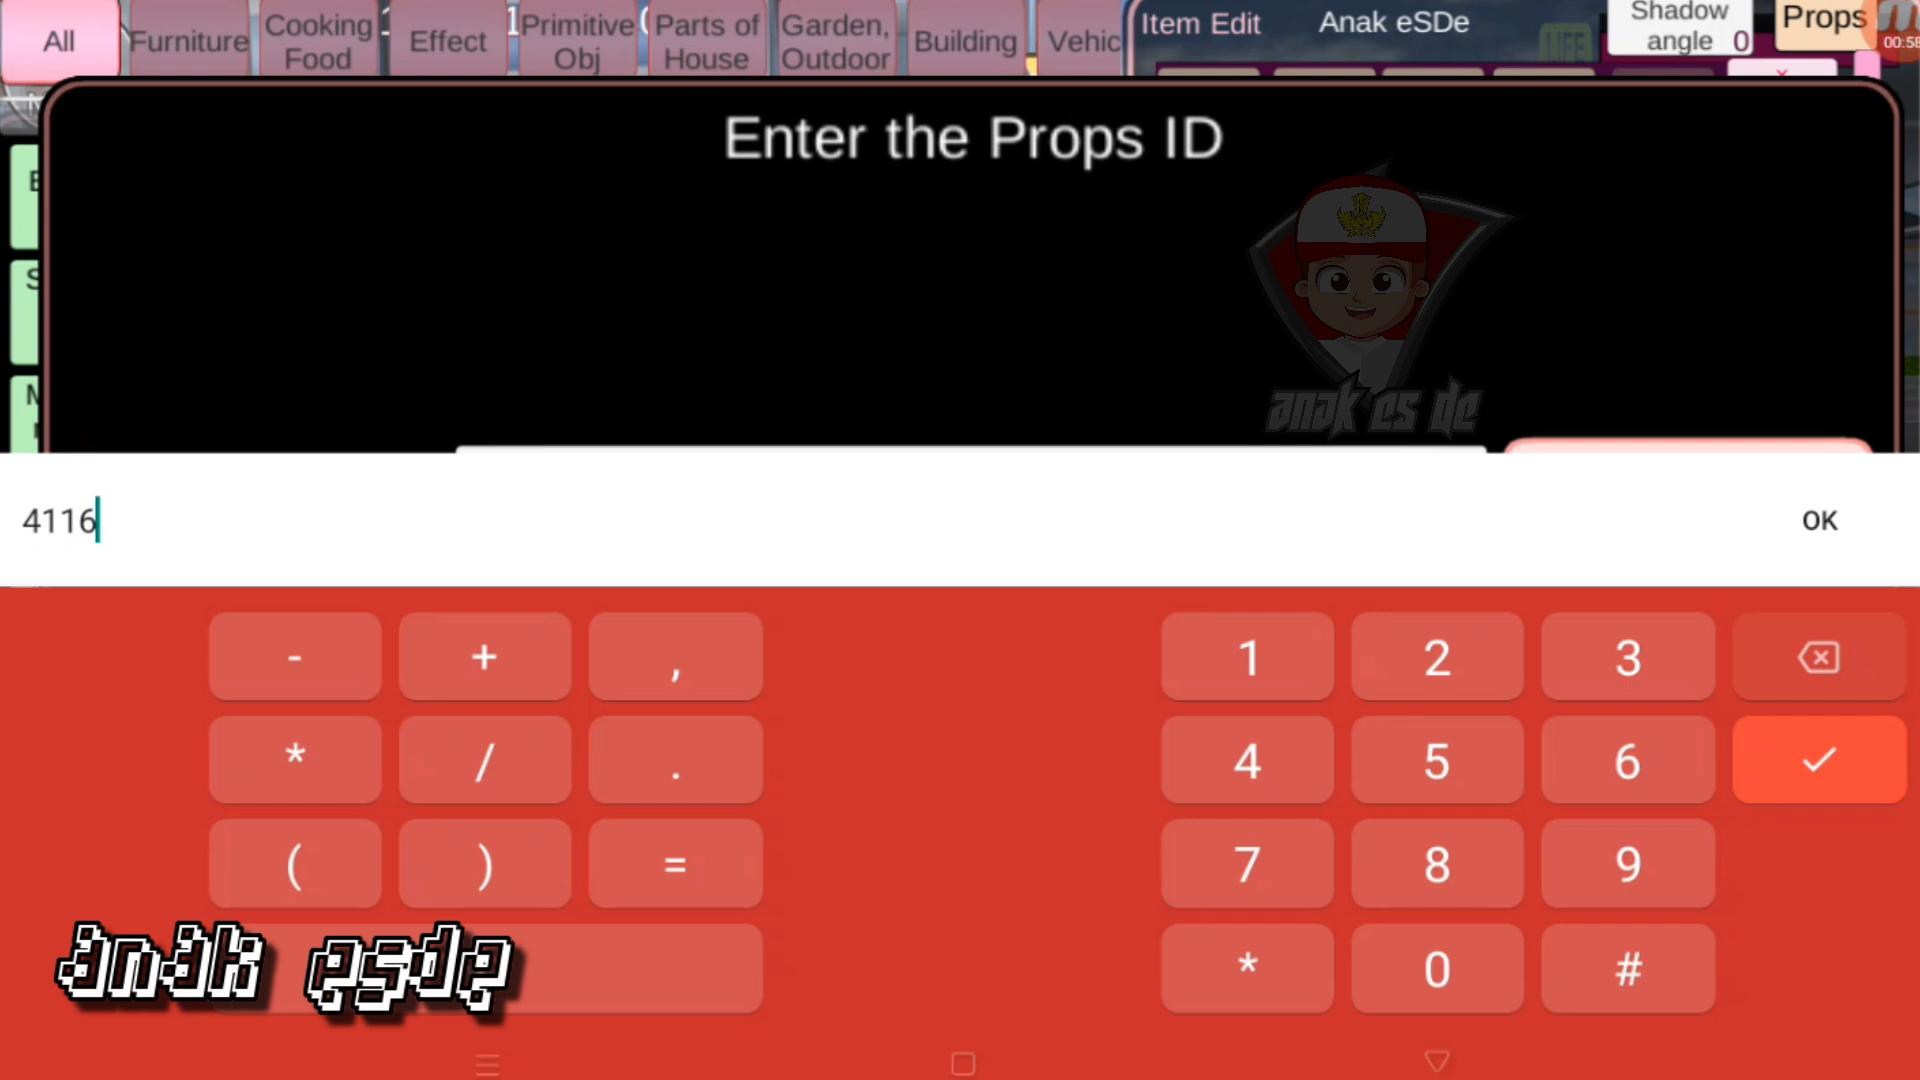 All
Furniture
Cooking
Food
Effect
Primitive
Obj
Parts of
House
Garden,
Outdoor
Building
Vehic
Item Edit
Anak eSDe
LIFE
Shadow
angle 0
Props
00:58
Enter the Props ID
anak es de
4116
OK
- + ,
1 2 3
* / .
4 5 6
( ) =
7 8 9
* 0 #
anak esde